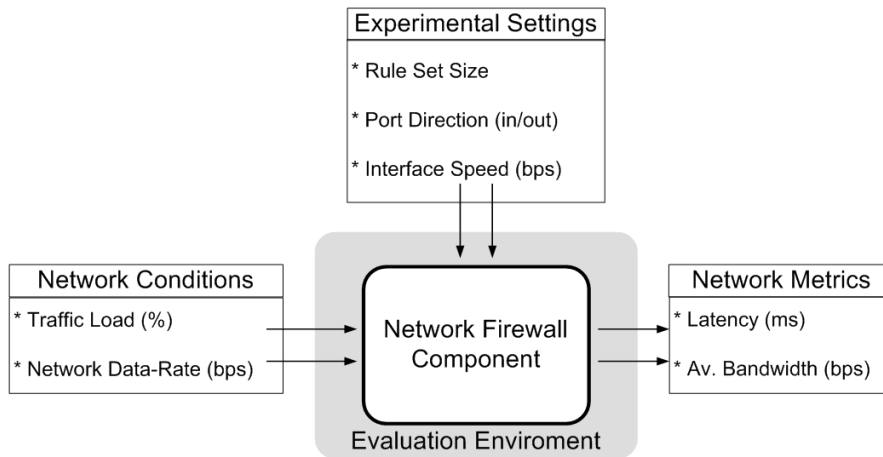 Experimental Settings
* Rule Set Size
* Port Direction (in/out)
* Interface Speed (bps)
Network Conditions
* Traffic Load (%)
* Network Data-Rate (bps)
Network Firewall
Component
Evaluation Enviroment
Network Metrics
* Latency (ms)
* Av. Bandwidth (bps)